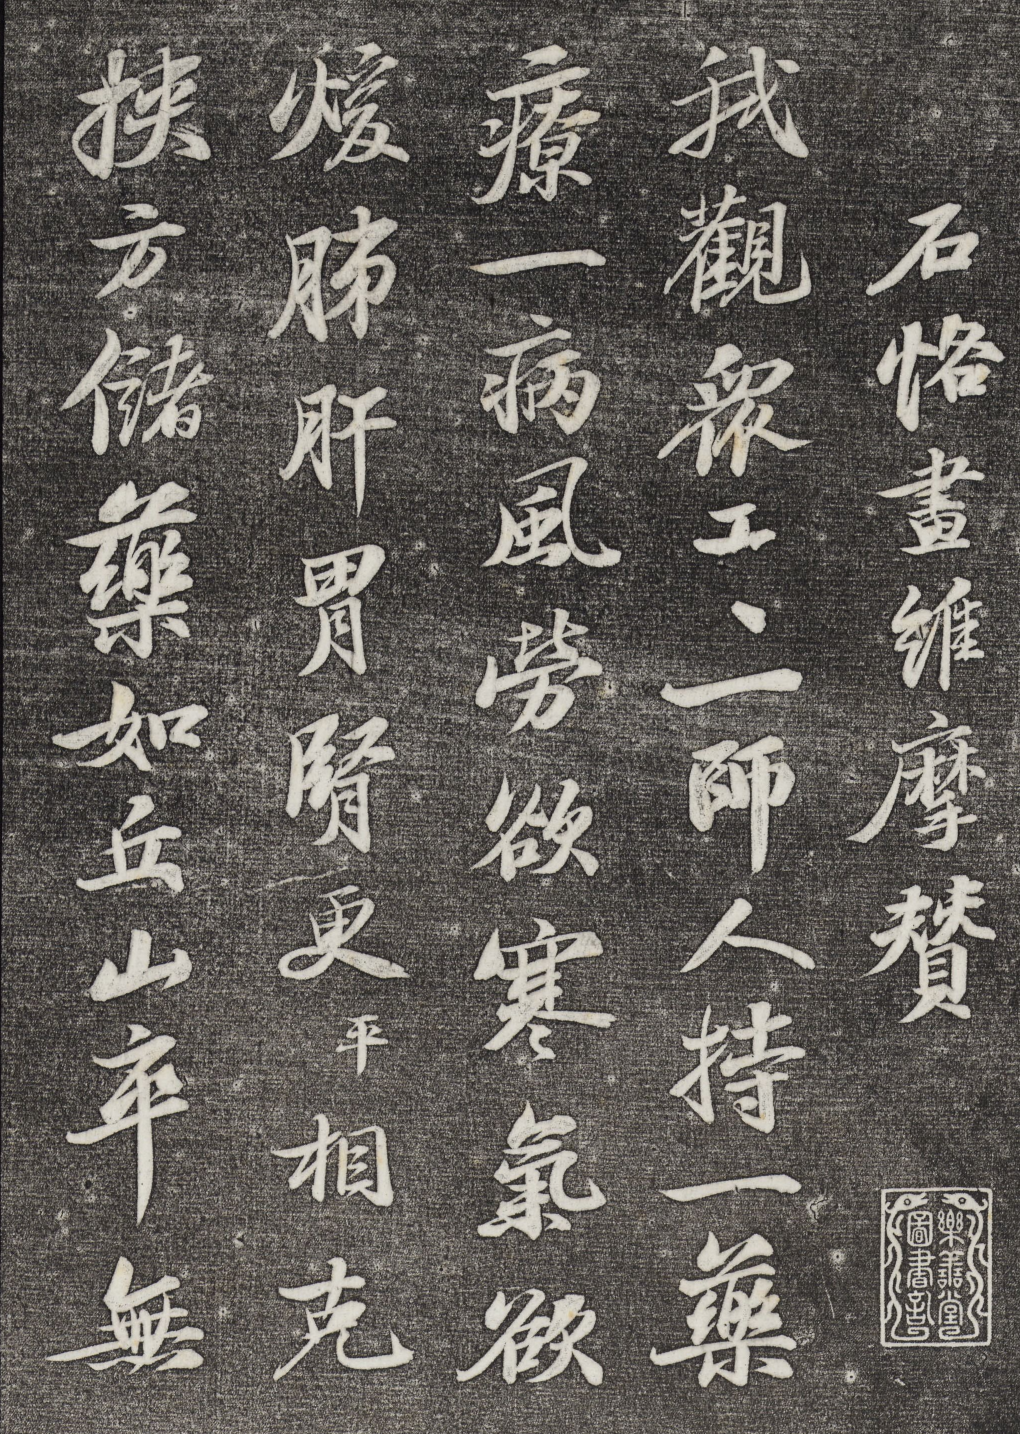 石恪畫維摩贊
我觀衆工工一師人持一藥
療一病風勞欲寒氣欲
煖肺肝胃腎更平相克
挾方儲藥如丘山卒無
樂善堂
圖書記